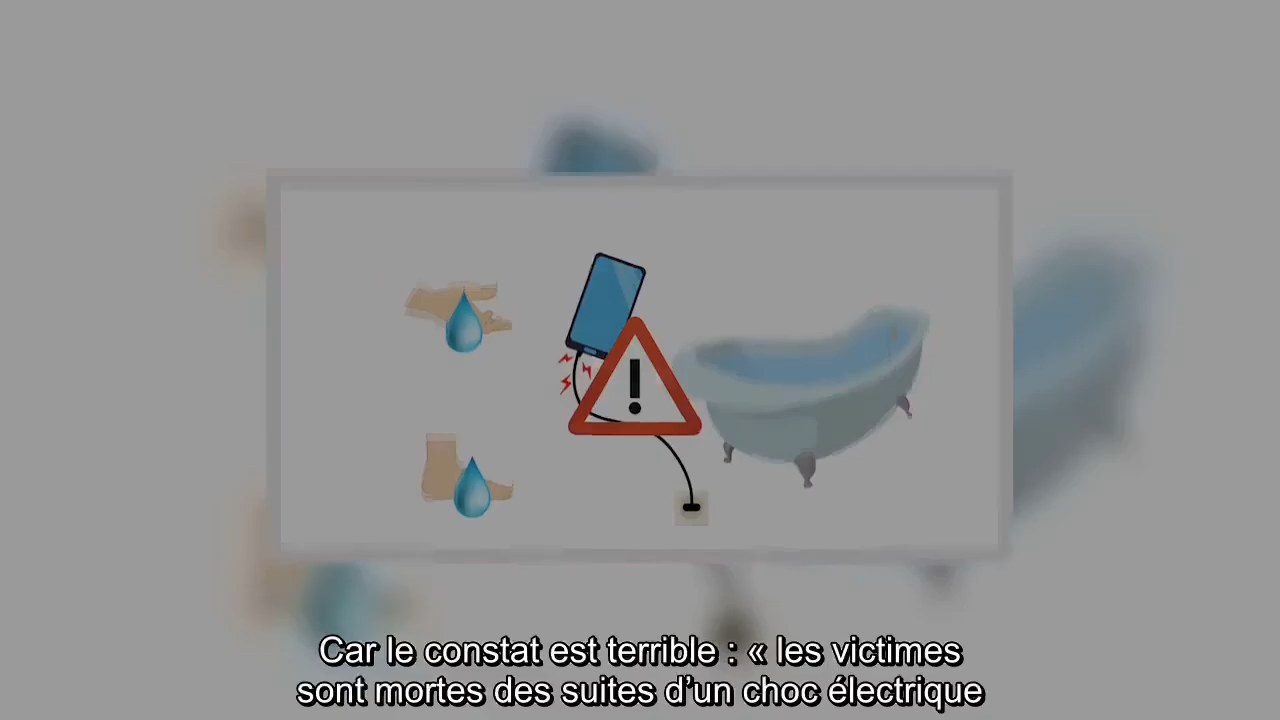 Car le constat est terrible : « les victimes
sont mortes des suites d’un choc électrique